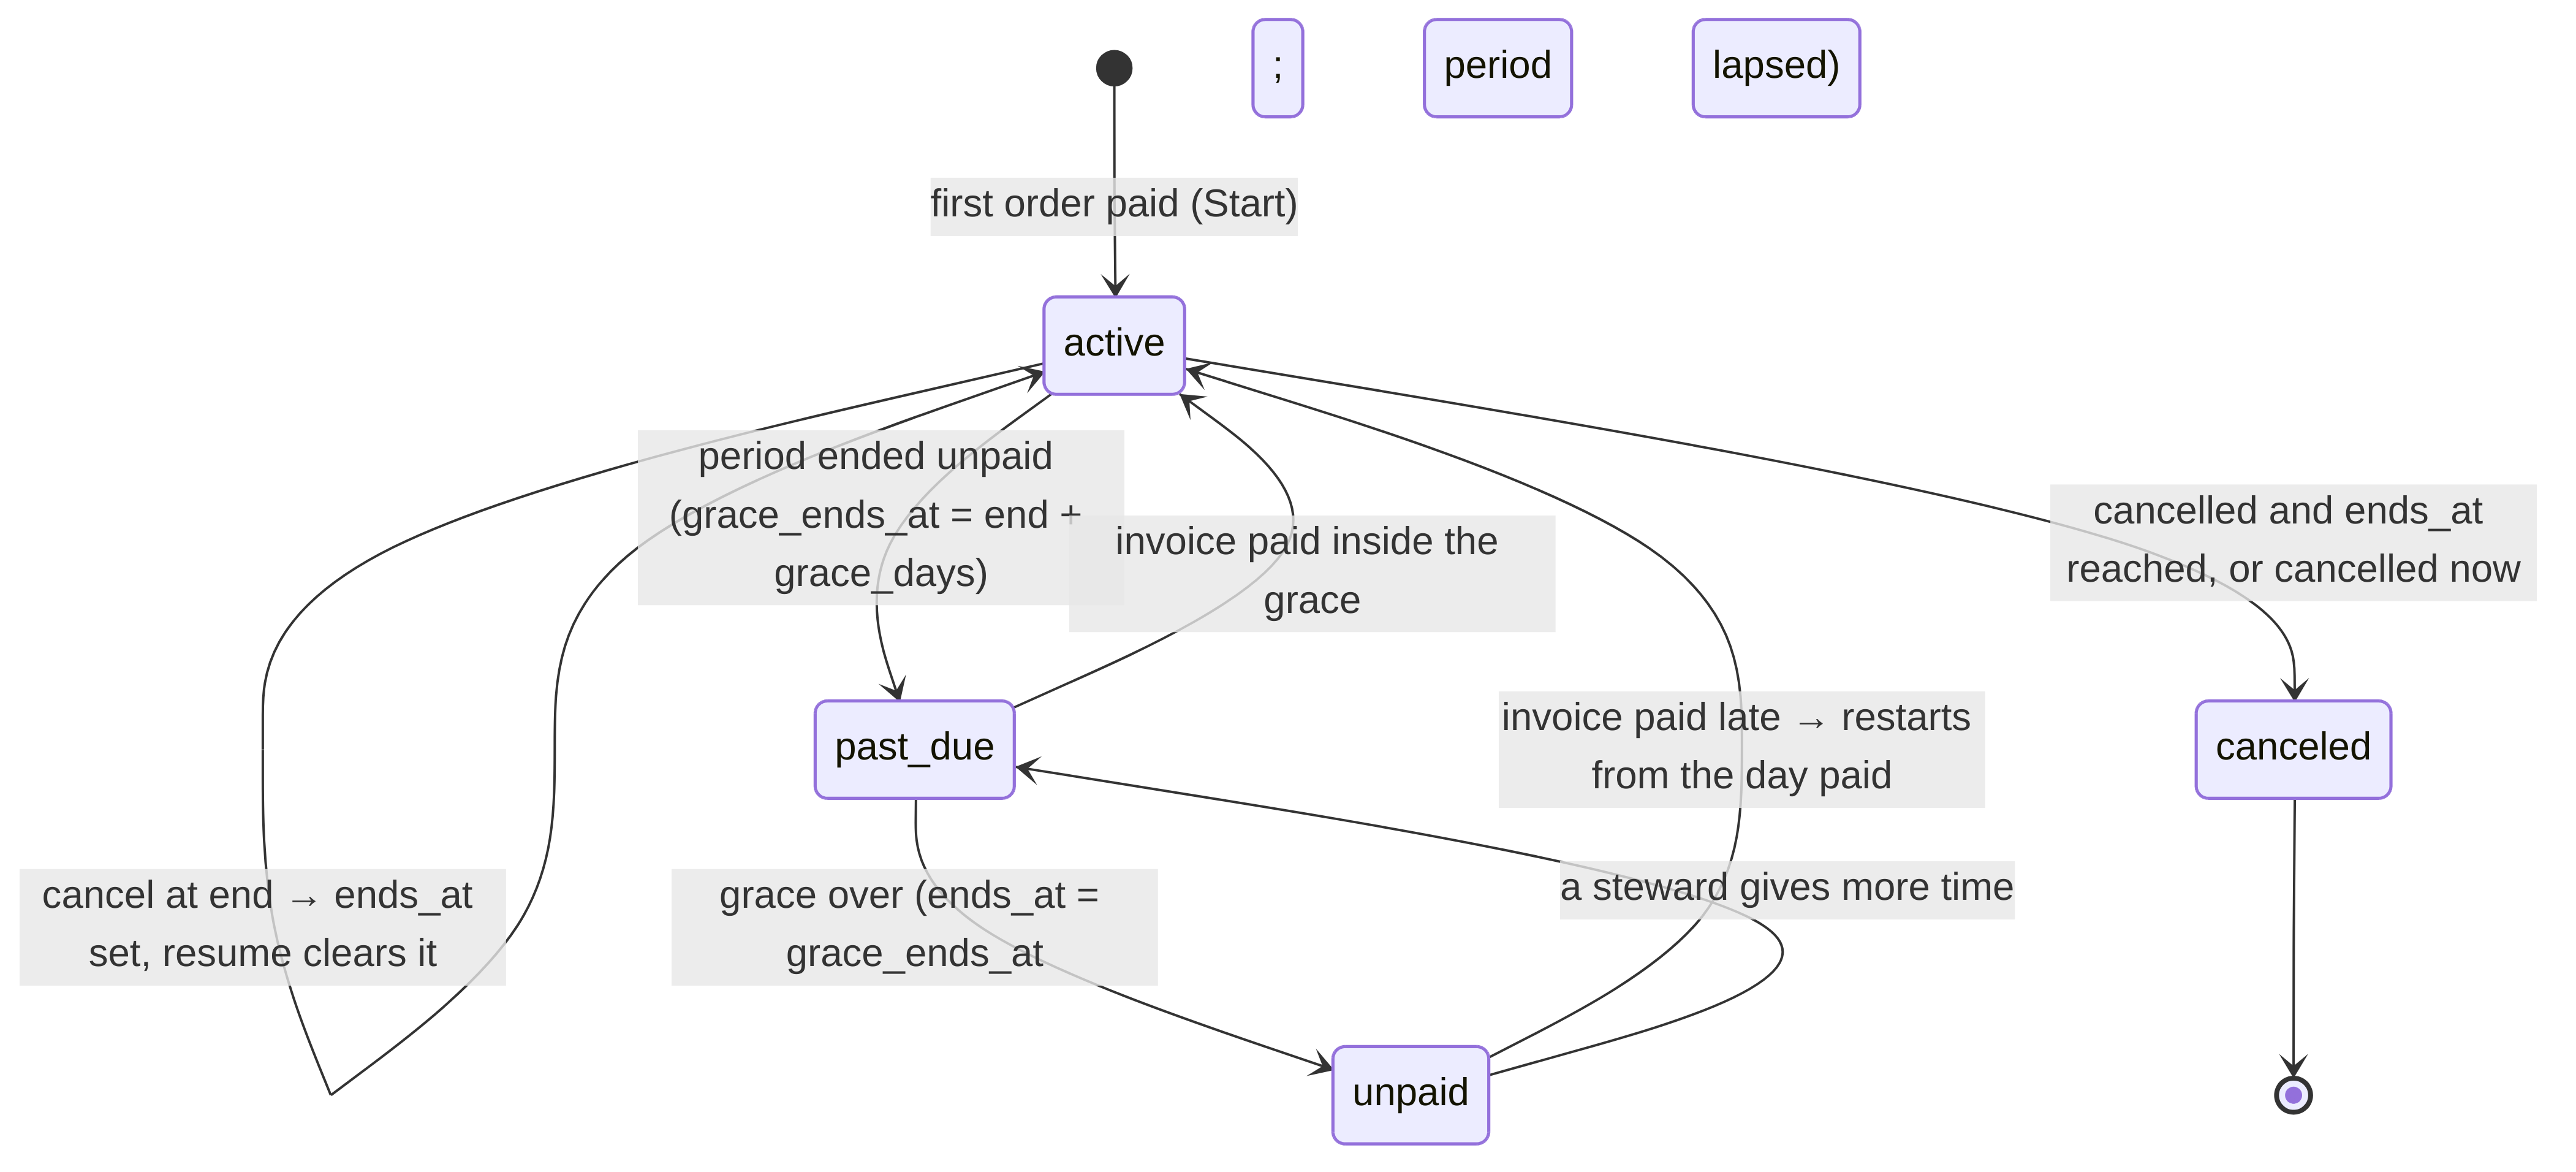 ;
period
lapsed)
first order paid (Start)
active
period ended unpaid
(grace_ends_at = end +
grace_days)
invoice paid inside the
grace
cancelled and ends_at
reached, or cancelled now
invoice paid late → restarts
from the day paid
past_due
canceled
cancel at end → ends_at
set, resume clears it
grace over (ends_at =
grace_ends_at
a steward gives more time
unpaid